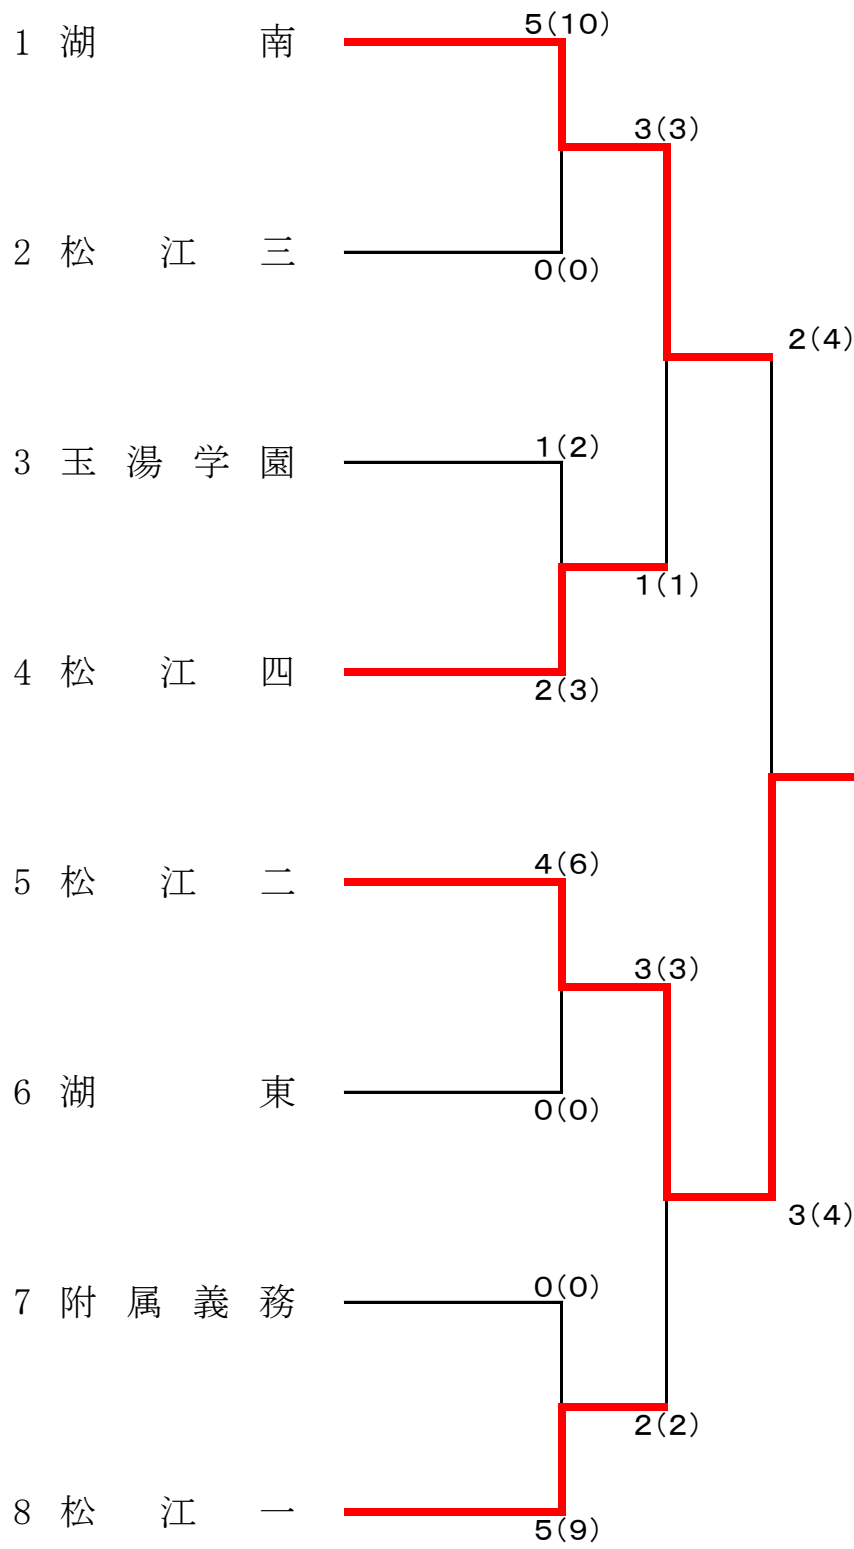 5(10)
1 湖南
3(3)
2 松江三
0(0)
2(4)
1(2)
3 玉湯学園
1(1)
4 松江四
2(3)
4(6)
5 松江二
3(3)
6 湖東
0(0)
3(4)
0(0)
7 附属義務
2(2)
8 松江一
5(9)